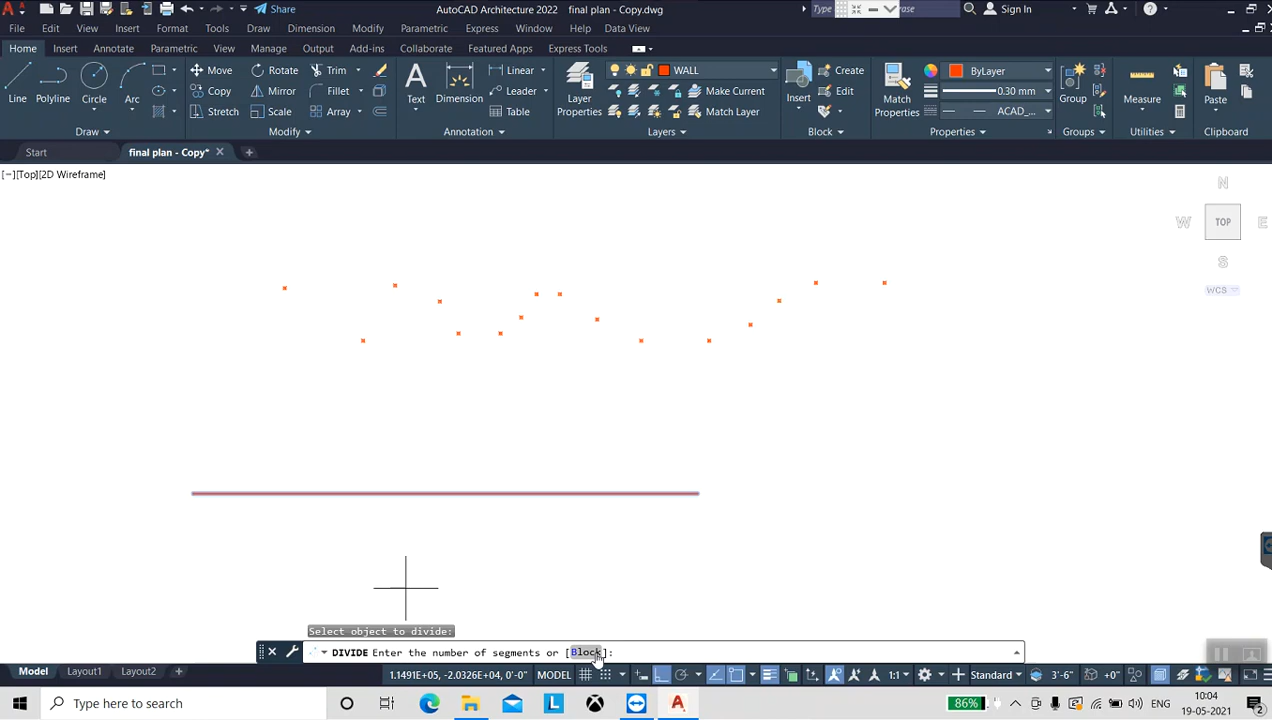 Share
AutoCAD Architecture 2022 final plan - Copy.dwg
Type
rase
Sign In
File Edit View Insert Format Tools Draw Dimension Modify Parametric Express Window Help Data View
Home Insert Annotate Parametric View Manage Output Add-ins Collaborate Featured Apps Express Tools
Move Rotate Trim Linear WALL Create ByLayer
Line Polyline Circle Arc Copy Mirror Fillet Text Dimension Leader Layer Properties Make Current Insert Edit Match Properties 0.30 mm Group Measure Paste
Stretch Scale Array Table Match Layer ACAD_...
Draw Modify Annotation Layers Block Properties Groups Utilities Clipboard
Start final plan - Copy*
[−][Top][2D Wireframe]
N
W TOP E
S
WCS
Select object to divide:
DIVIDE Enter the number of segments or [Block]:
Model Layout1 Layout2 1.1491E+05, -2.0326E+04, 0'-0" MODEL 1:1 Standard 3'-6" +0"
Type here to search 86% ENG 10:04
19-05-2021
2